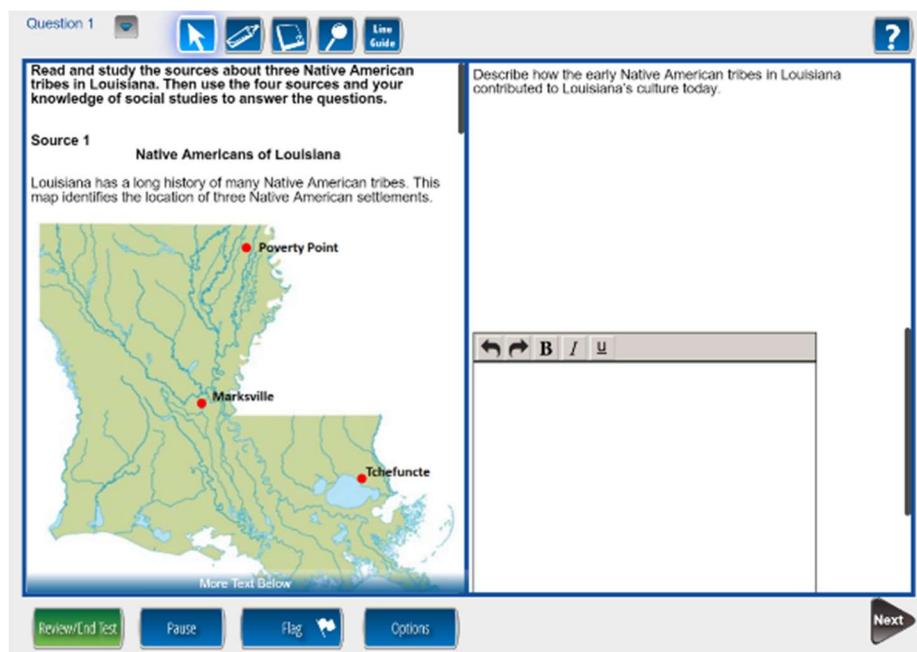 Question 1
Line
Guide
?
Read and study the sources about three Native American
tribes in Louisiana. Then use the four sources and your
knowledge of social studies to answer the questions.
Source 1
Native Americans of Louisiana
Louisiana has a long history of many Native American tribes. This
map identifies the location of three Native American settlements.
Poverty Point
Marksville
Tchefuncte
More Text Below
Describe how the early Native American tribes in Louisiana
contributed to Louisiana's culture today.
B I U
Review/End Test
Pause
Flag
Options
Next